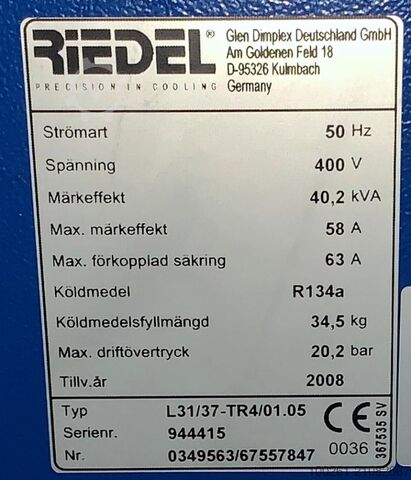 RIEDEL®
PRECISION IN COOLING
Glen Dimplex Deutschland GmbH
Am Goldenen Feld 18
D-95326 Kulmbach
Germany
Strömart 50 Hz
Spänning 400 V
Märkeffekt 40,2 kVA
Max. märkeffekt 58 A
Max. förkopplad säkring 63 A
Köldmedel R134a
Köldmedelsfyllmängd 34,5 kg
Max. driftövertryck 20,2 bar
Tillv.år 2008
Typ L31/37-TR4/01.05
Serienr. 944415
Nr. 0349563/67557847
CE
0036
367535 SV